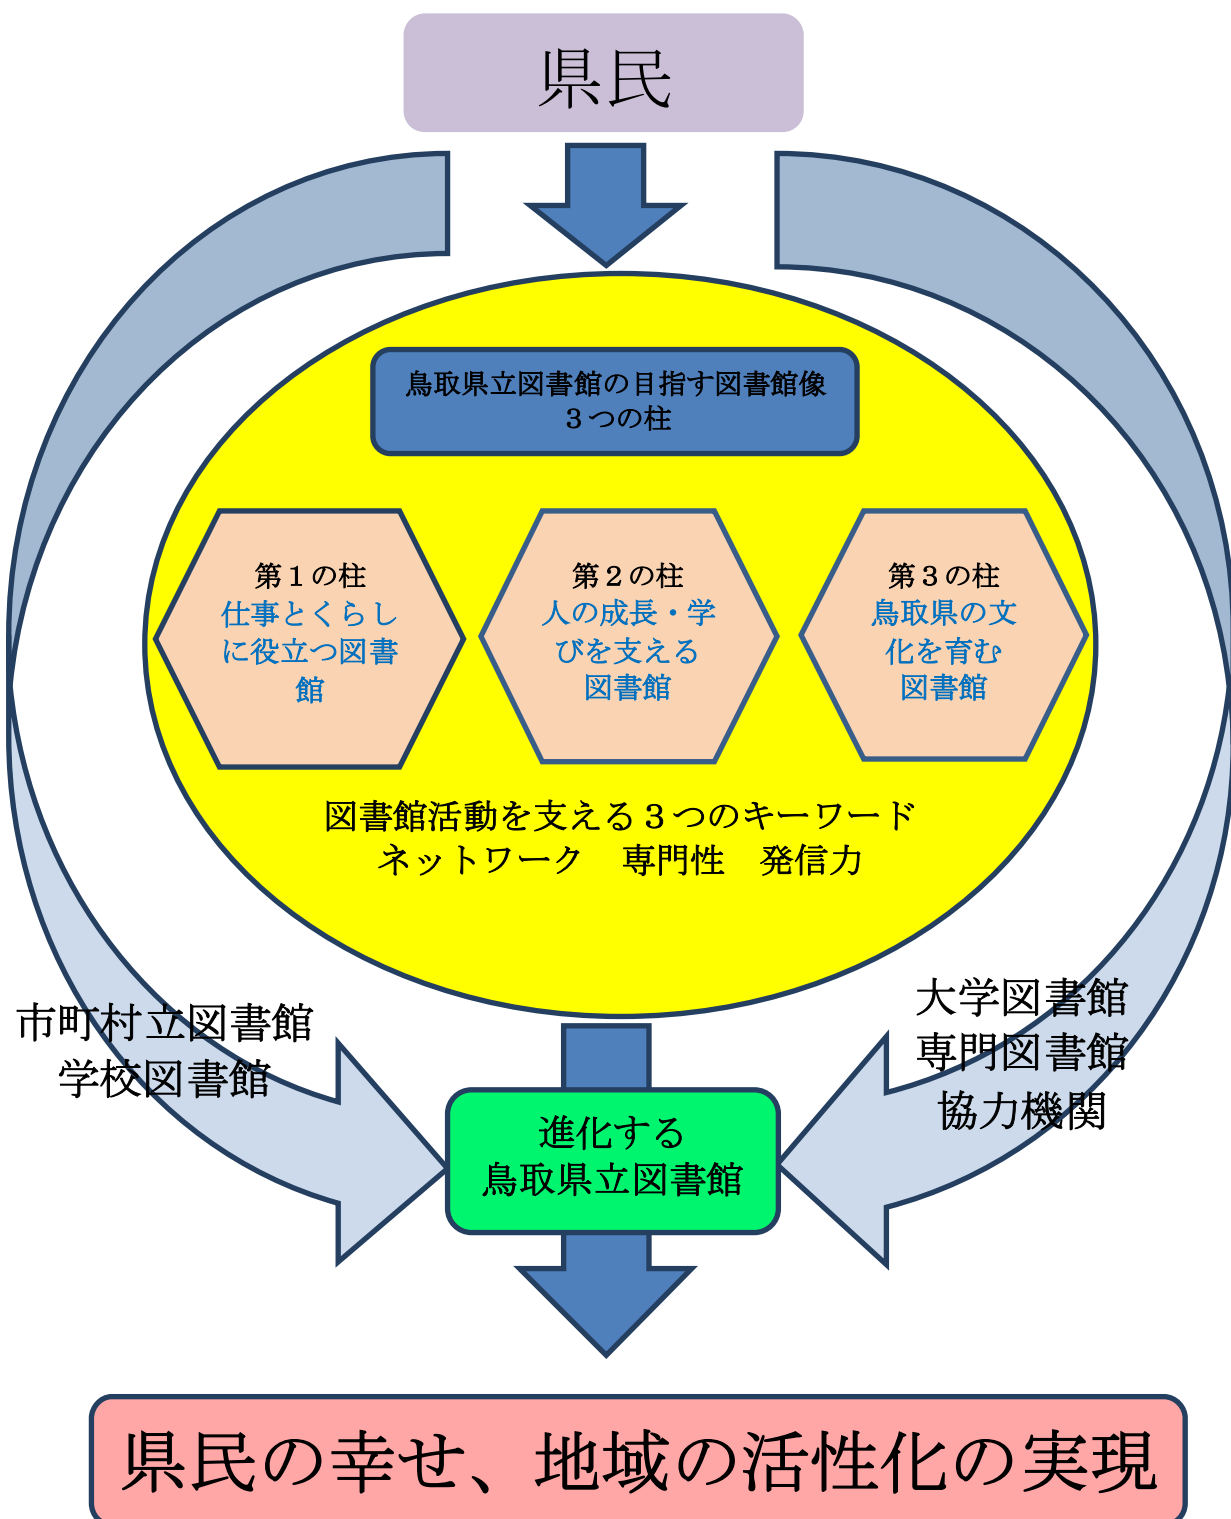 県民
鳥取県立図書館の目指す図書館像
３つの柱
第１の柱
仕事とくらし
に役立つ図書
館
第２の柱
人の成長・学
びを支える
図書館
第３の柱
鳥取県の文
化を育む
図書館
図書館活動を支える３つのキーワード
ネットワーク　専門性　発信力
市町村立図書館
学校図書館
大学図書館
専門図書館
協力機関
進化する
鳥取県立図書館
県民の幸せ、地域の活性化の実現